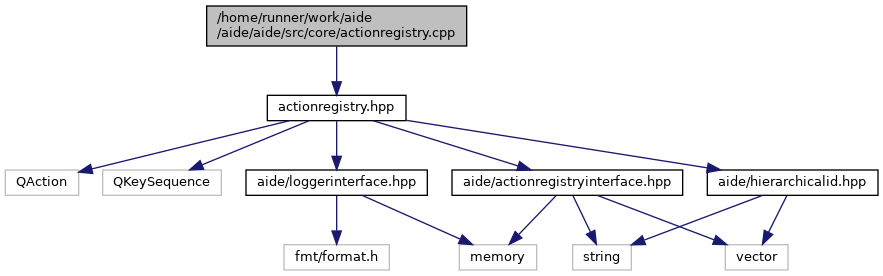 /home/runner/work/aide
/aide/aide/src/core/actionregistry.cpp
actionregistry.hpp
QAction
QKeySequence
aide/loggerinterface.hpp
aide/actionregistryinterface.hpp
aide/hierarchicalid.hpp
fmt/format.h
memory
string
vector